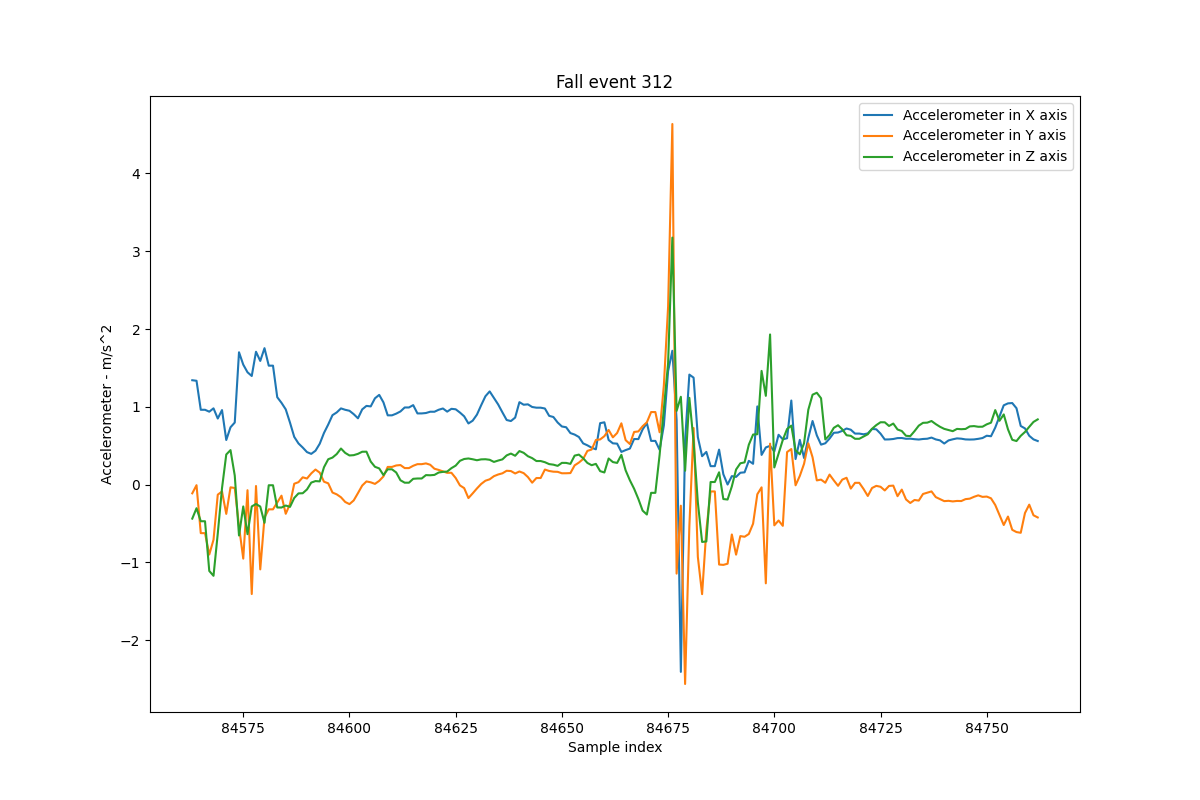 Fall event 312
Accelerometer in X axis
Accelerometer in Y axis
Accelerometer in Z axis
Accelerometer - m/s^2
4
3
2
1
0
−1
−2
84575 84600 84625 84650 84675 84700 84725 84750
Sample index